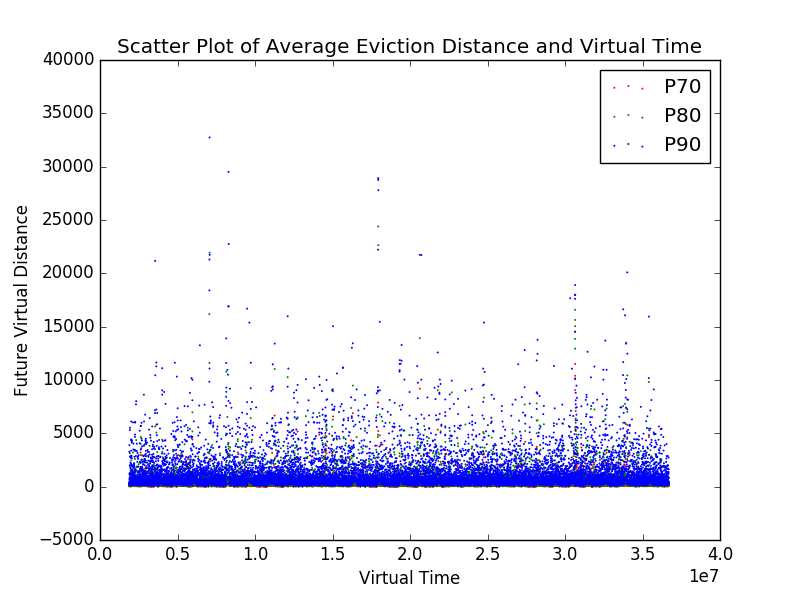 Scatter Plot of Average Eviction Distance and Virtual Time
40000
35000
30000
25000
20000
15000
10000
5000
0
−5000
Future Virtual Distance
P70
P80
P90
0.0 0.5 1.0 1.5 2.0 2.5 3.0 3.5 4.0
1e7
Virtual Time